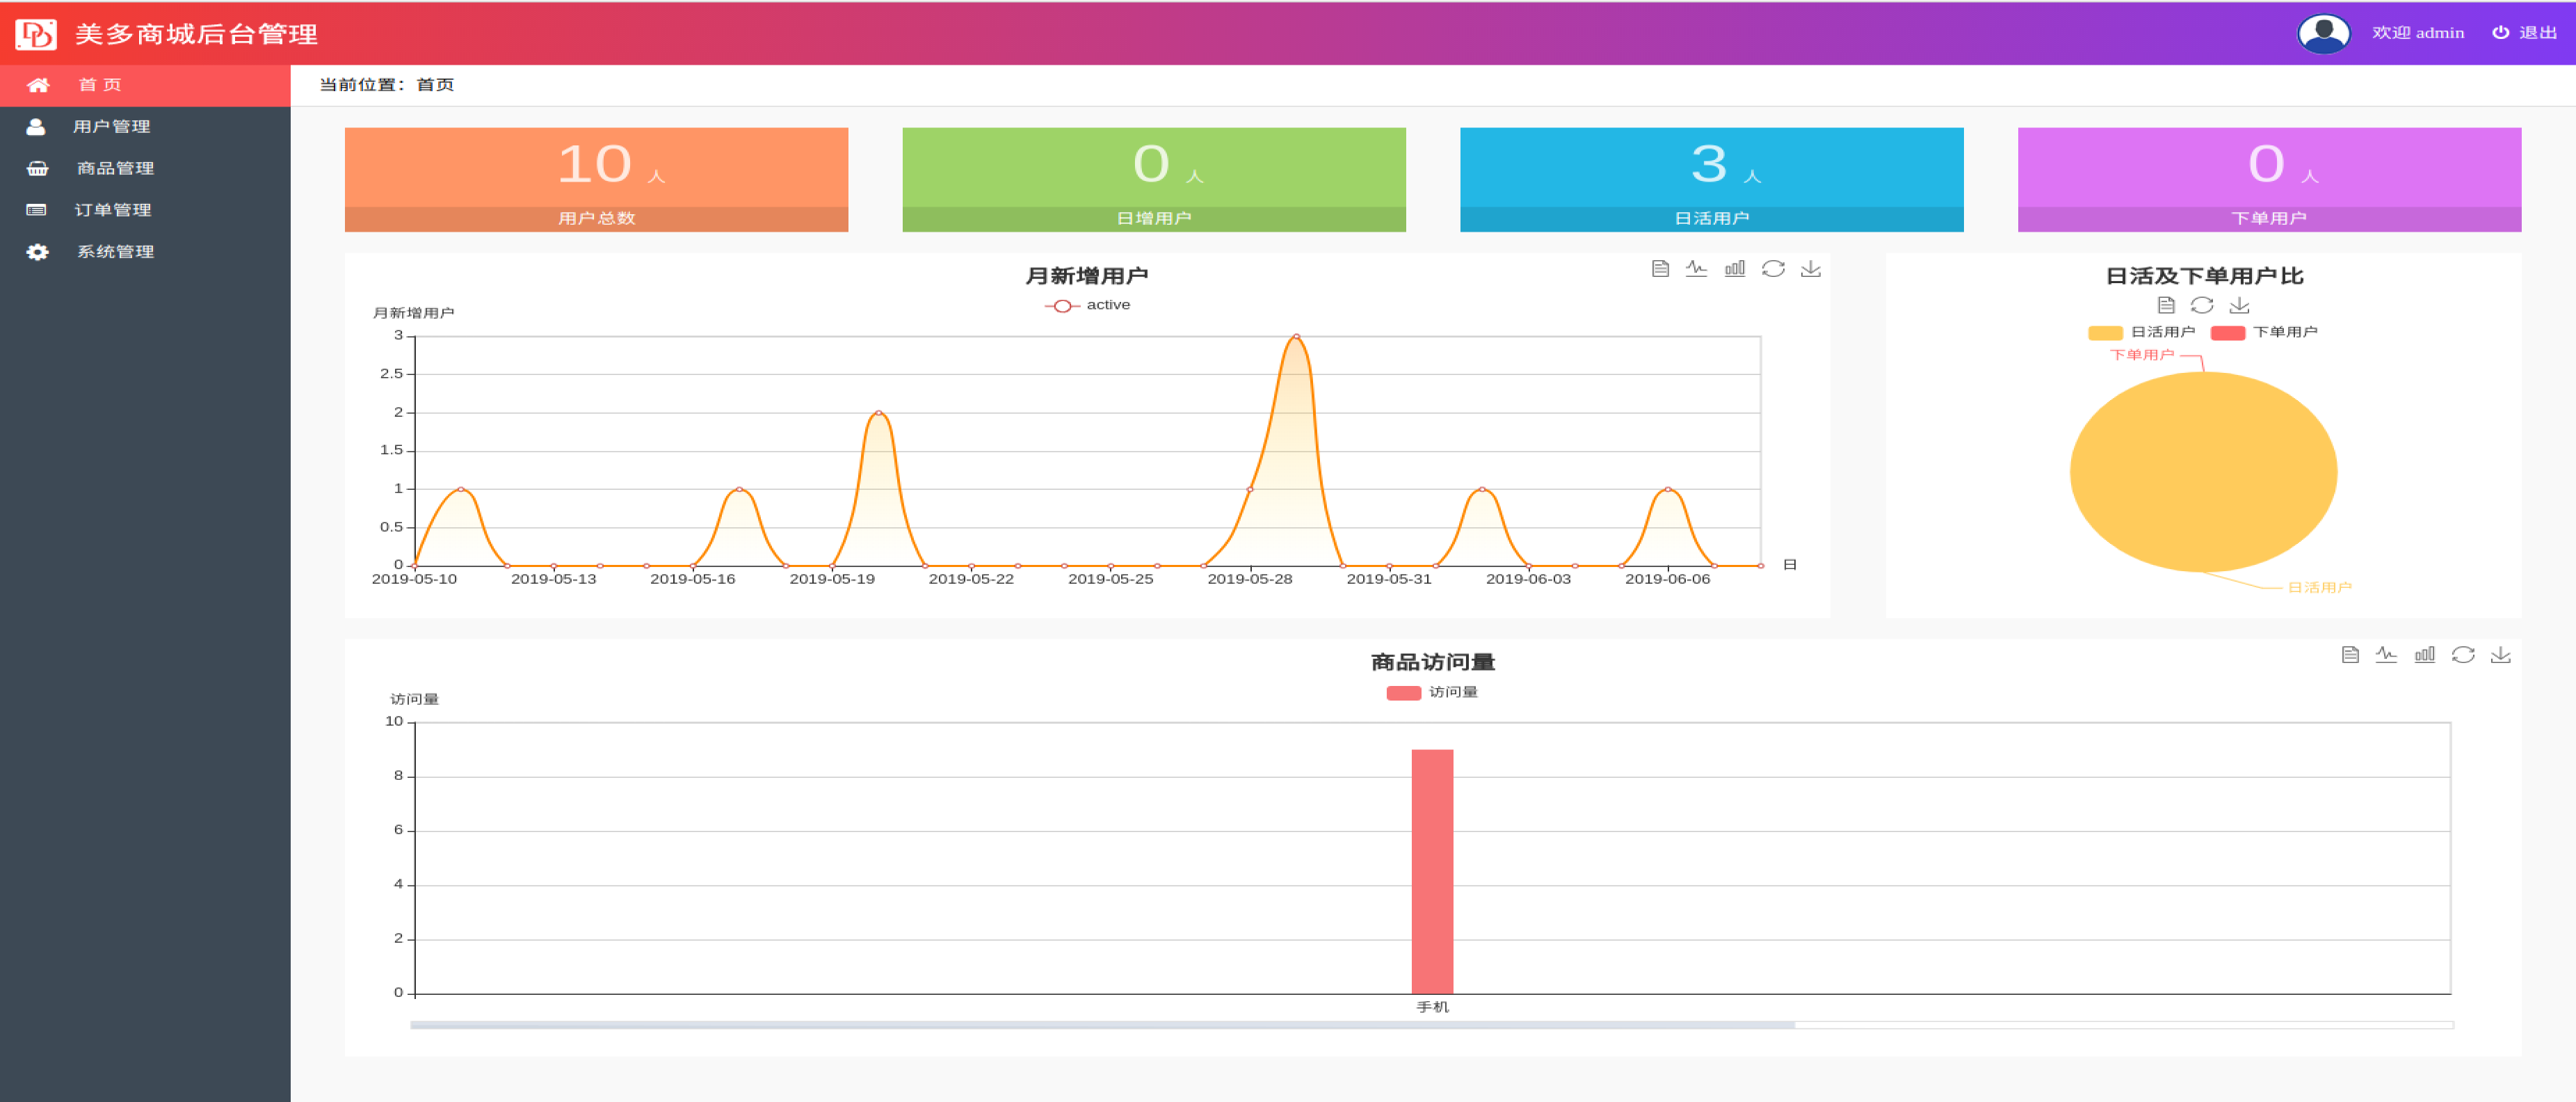 美多商城后台管理
欢迎 admin
退出
首 页
用户管理
商品管理
订单管理
系统管理
当前位置：首页
10 人
用户总数
0 人
日增用户
3 人
日活用户
0 人
下单用户
月新增用户
active
月新增用户
3
2.5
2
1.5
1
0.5
0
2019-05-10 2019-05-13 2019-05-16 2019-05-19 2019-05-22 2019-05-25 2019-05-28 2019-05-31 2019-06-03 2019-06-06
日
日活及下单用户比
日活用户 下单用户
下单用户
日活用户
商品访问量
访问量
访问量
10
8
6
4
2
0
手机